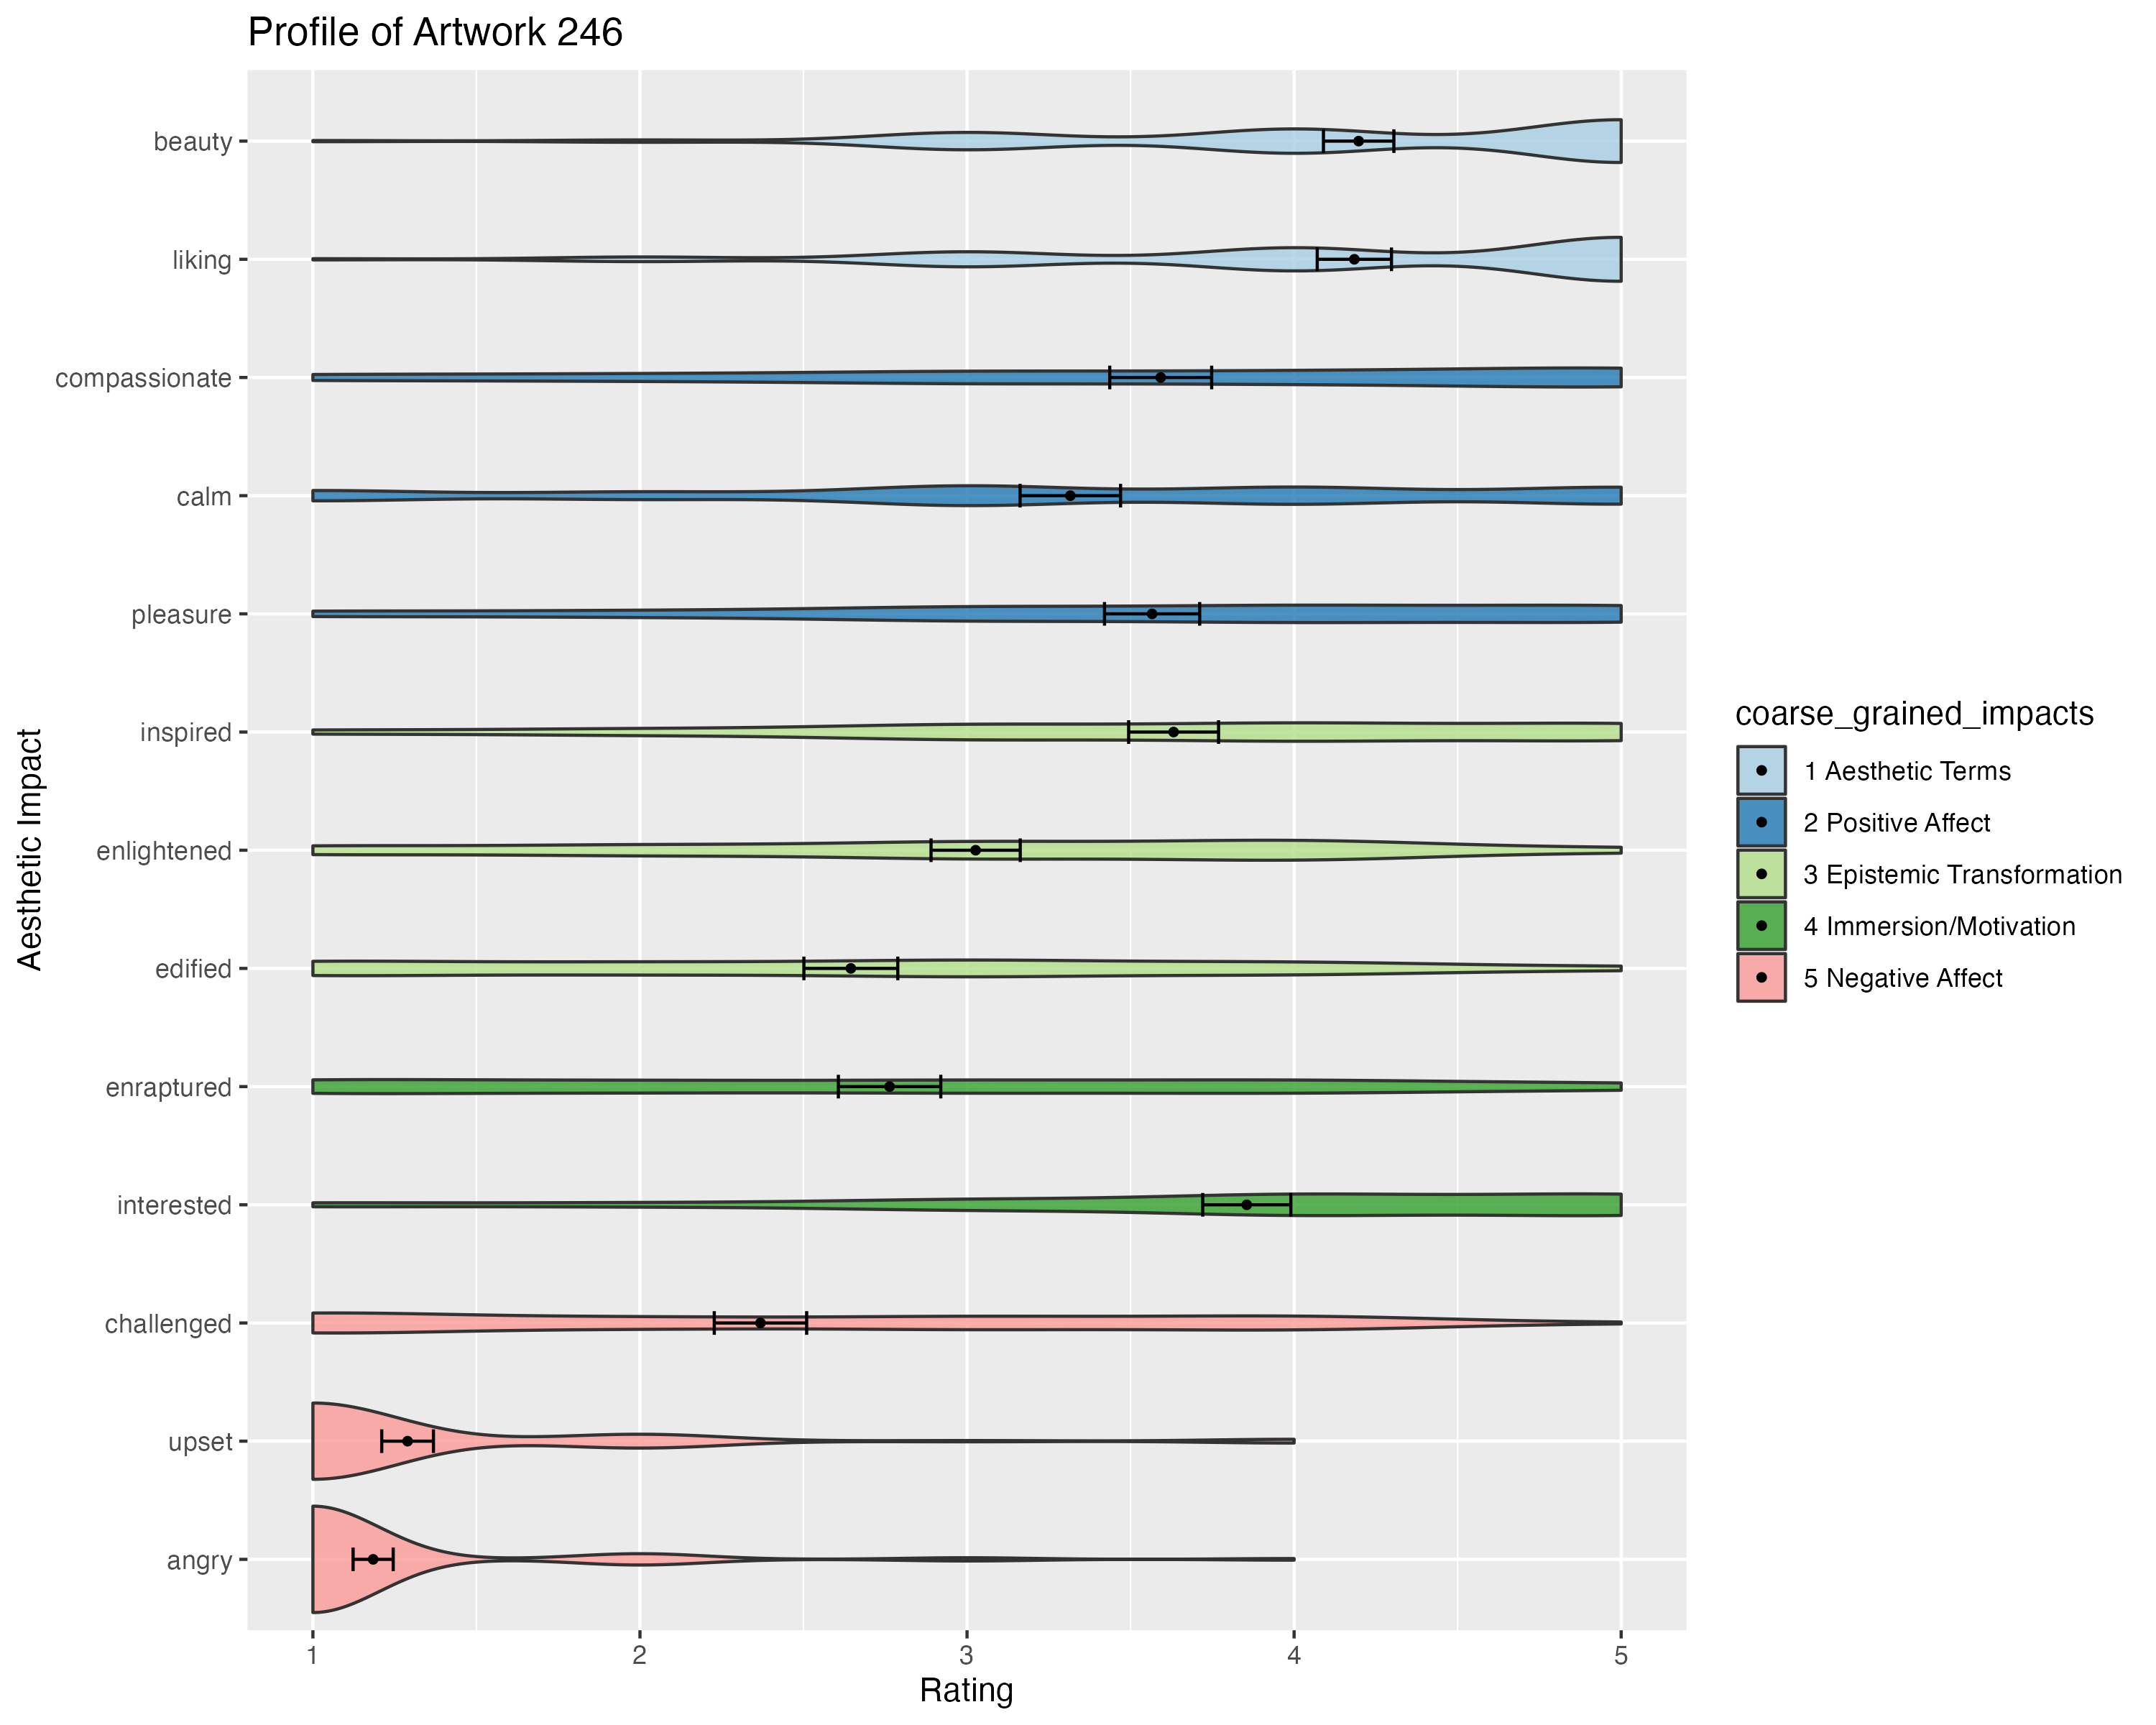 Profile of Artwork 246
beauty
liking
compassionate
calm
pleasure
inspired
enlightened
edified
enraptured
interested
challenged
upset
angry
Aesthetic Impact
1 2 3 4 5
Rating
coarse_grained_impacts
1 Aesthetic Terms
2 Positive Affect
3 Epistemic Transformation
4 Immersion/Motivation
5 Negative Affect